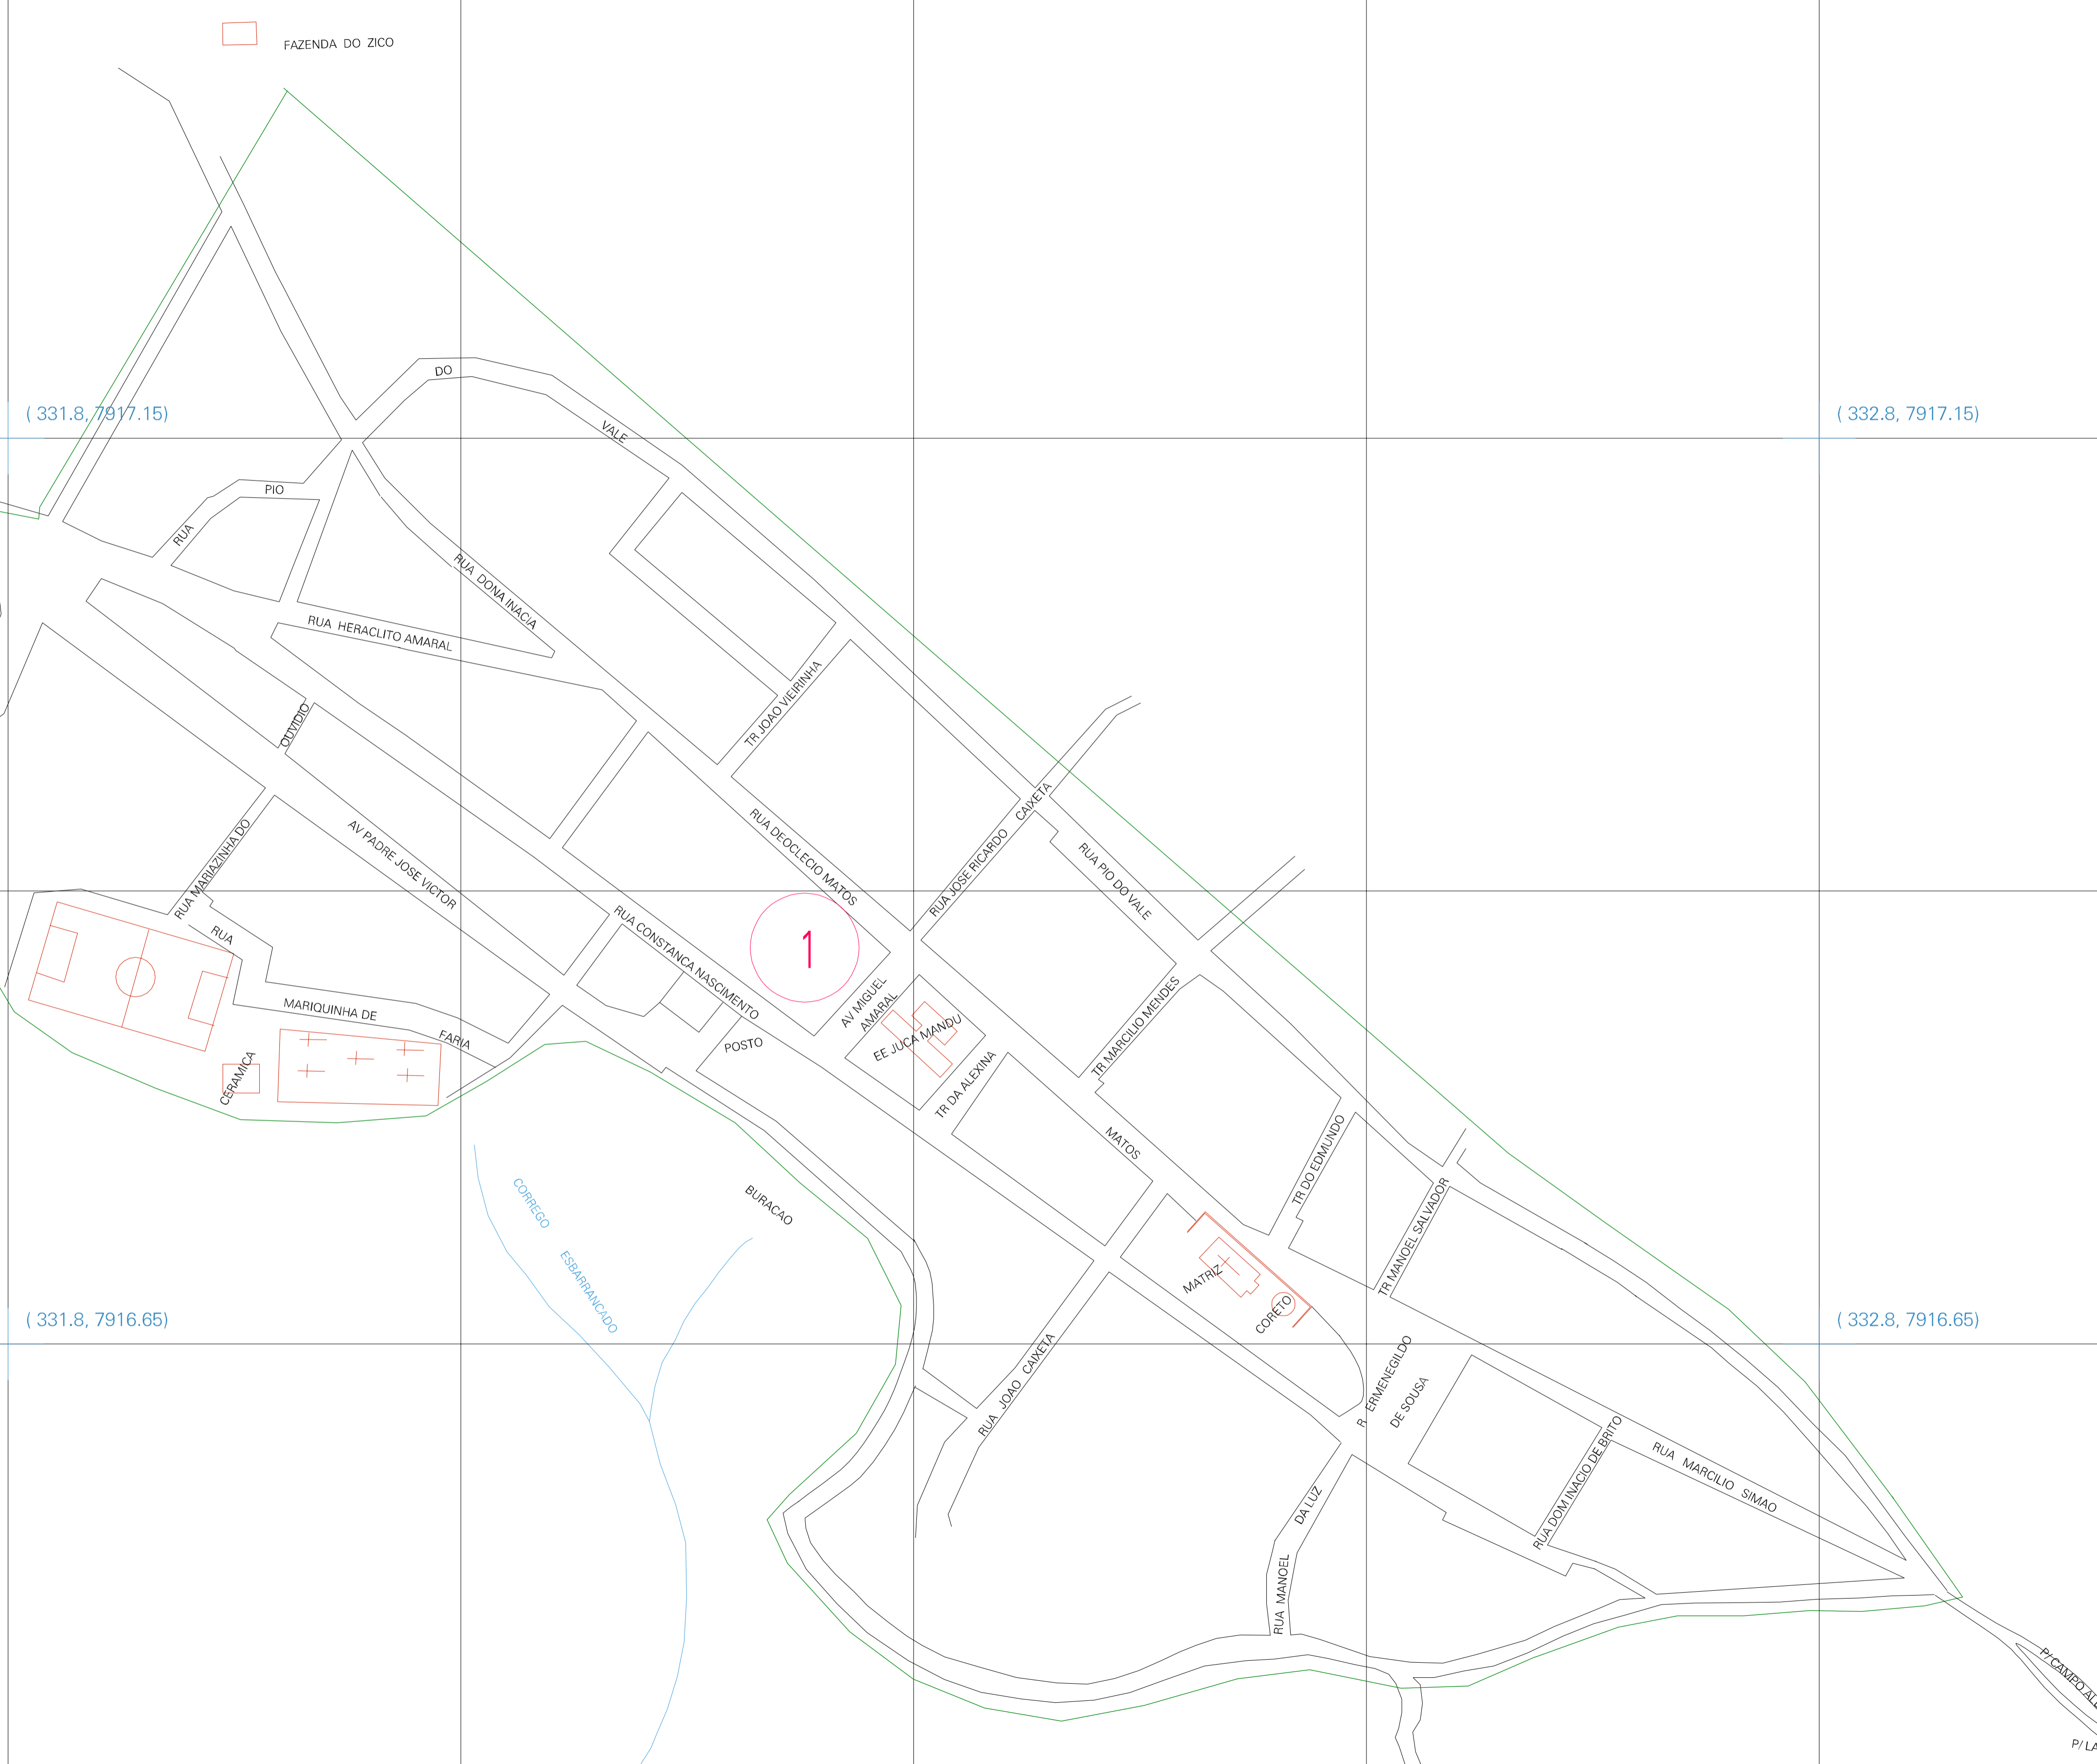 FAZENDA DO ZICO
DO
( 331.8, 7917.15)
( 332.8, 7917.15)
VALE
PIO
RUA
RUA DONA INACIA
RUA HERACLITO AMARAL
TR JOAO VIEIRINHA
OUVIDIO
RUA JOSE RICARDO CAIXETA
RUA MARIAZINHA DO
AV PADRE JOSE VICTOR
RUA DEOCLECIO MATOS
RUA PIO DO VALE
RUA
RUA CONSTANCA NASCIMENTO
1
AV MIGUEL
AMARAL
EE JUCA MANDU
TR MARCILIO MENDES
MARIQUINHA DE
FARIA
CERAMICA
POSTO
TR DA ALEXINA
MATOS
TR DO EDMUNDO
CORREGO
ESBARRANCADO
BURACAO
TR MANOEL SALVADOR
MATRIZ
CORETO
( 331.8, 7916.65)
( 332.8, 7916.65)
RUA JOAO CAIXETA
R ERMENEGILDO
DE SOUSA
RUA DOM INACIO DE BRITO
RUA MARCILIO SIMAO
DA LUZ
RUA MANOEL
P/ CAMPO
P/ LA